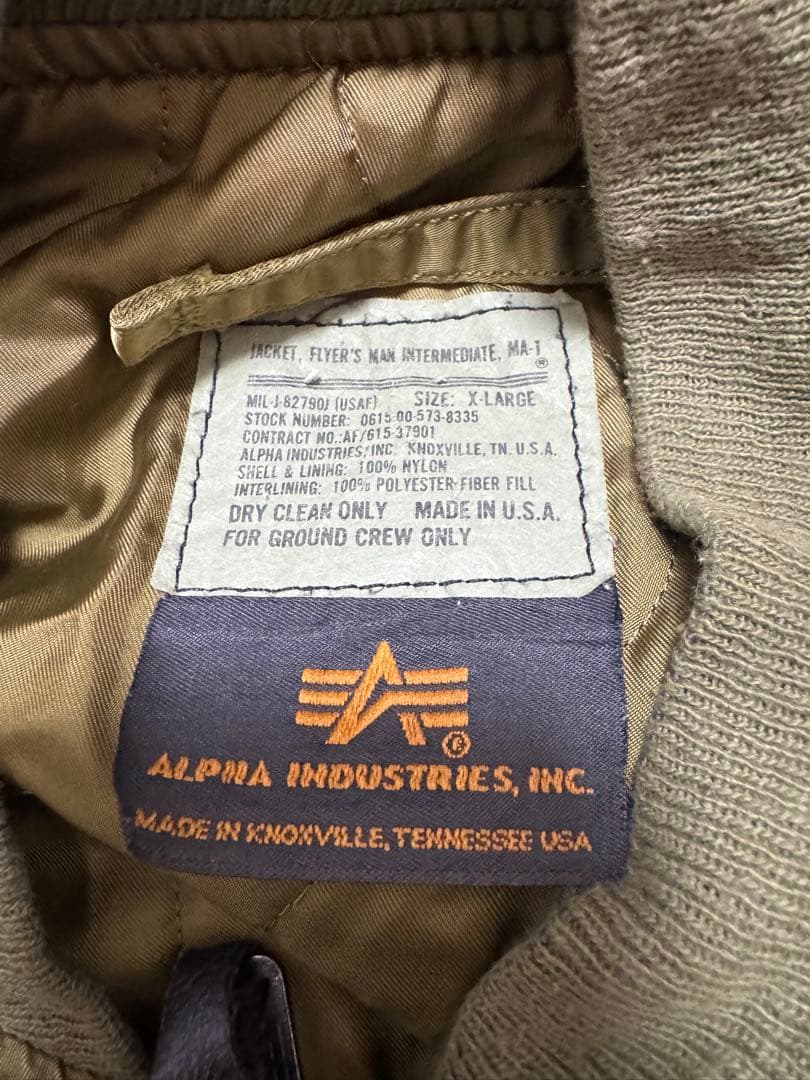 JACKET, FLYER'S MAN INTERMEDIATE, MA-1®
MIL-J-82790J (USAF) SIZE: X-LARGE
STOCK NUMBER: 0615-00-573-8335
CONTRACT NO.:AF/615-37901
ALPHA INDUSTRIES, INC. KNOXVILLE, TN. U.S.A.
SHELL & LINING: 100% NYLON
INTERLINING: 100% POLYESTER FIBER FILL
DRY CLEAN ONLY MADE IN U.S.A.
FOR GROUND CREW ONLY
®
ALPHA INDUSTRIES, INC.
MADE IN KNOXVILLE, TENNESSEE USA